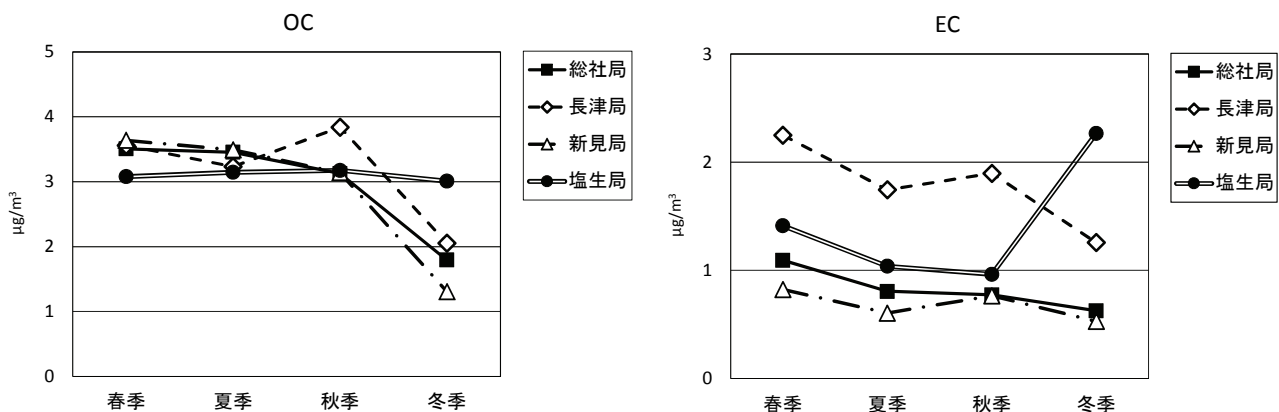 OC
5
4
3
2
1
0
μg/m³
春季 夏季 秋季 冬季
総社局
長津局
新見局
塩生局
EC
3
2
1
0
μg/m³
春季 夏季 秋季 冬季
総社局
長津局
新見局
塩生局